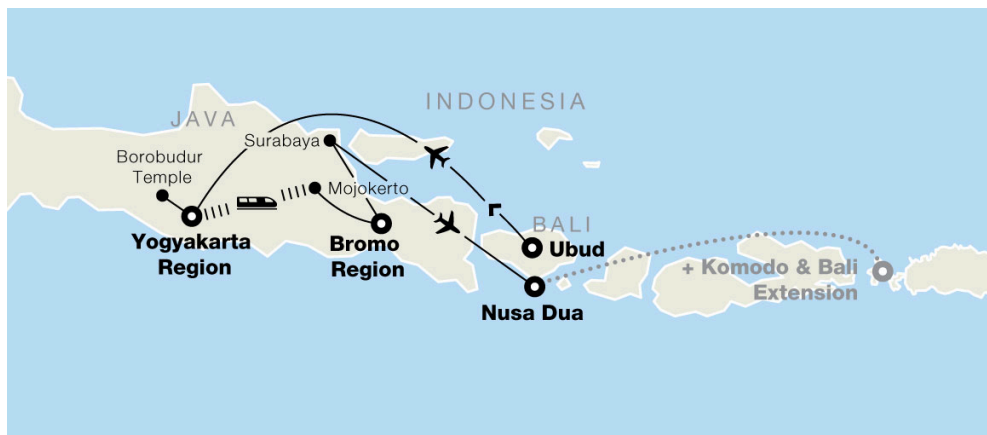 INDONESIA
JAVA
Surabaya
Borobudur
Temple
Mojokerto
BALI
Yogyakarta
Region
Bromo
Region
Ubud
+ Komodo & Bali
Extension
Nusa Dua